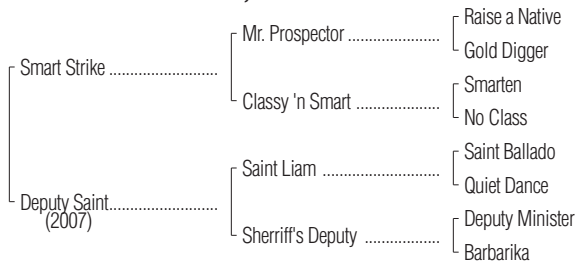 Raise a Native
Mr. Prospector ......................
Gold Digger
Smart Strike ........................
Smarten
Classy 'n Smart .................
No Class
Saint Ballado
Saint Liam .........................
Quiet Dance
Deputy Saint........................
(2007)
Deputy Minister
Sherriff's Deputy ................
Barbarika